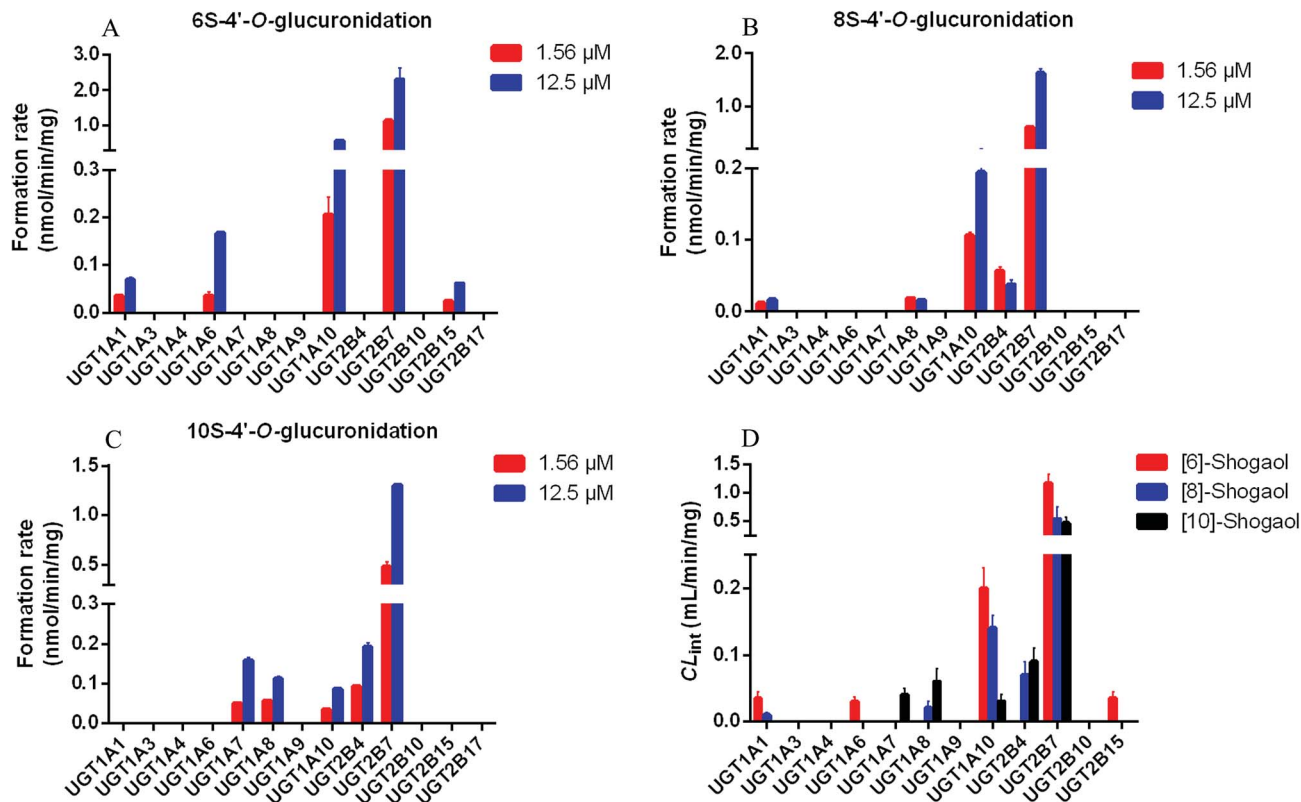 A
6S-4'-O-glucuronidation
1.56 µM
12.5 µM
Formation rate
(nmol/min/mg)
3.0
2.0
1.0
0.3
0.2
0.1
0.0
UGT1A1
UGT1A3
UGT1A4
UGT1A6
UGT1A7
UGT1A8
UGT1A9
UGT1A10
UGT2B4
UGT2B7
UGT2B10
UGT2B15
UGT2B17
B
8S-4'-O-glucuronidation
1.56 µM
12.5 µM
Formation rate
(nmol/min/mg)
2.0
1.0
0.2
0.1
0.0
UGT1A1
UGT1A3
UGT1A4
UGT1A6
UGT1A7
UGT1A8
UGT1A9
UGT1A10
UGT2B4
UGT2B7
UGT2B10
UGT2B15
UGT2B17
C
10S-4'-O-glucuronidation
1.56 µM
12.5 µM
Formation rate
(nmol/min/mg)
1.5
1.0
0.5
0.3
0.2
0.1
0.0
UGT1A1
UGT1A3
UGT1A4
UGT1A6
UGT1A7
UGT1A8
UGT1A9
UGT1A10
UGT2B4
UGT2B7
UGT2B10
UGT2B15
UGT2B17
D
[6]-Shogaol
[8]-Shogaol
[10]-Shogaol
CLint (mL/min/mg)
1.5
1.0
0.5
0.2
0.1
0.0
UGT1A1
UGT1A3
UGT1A4
UGT1A6
UGT1A7
UGT1A8
UGT1A9
UGT1A10
UGT2B4
UGT2B7
UGT2B10
UGT2B15